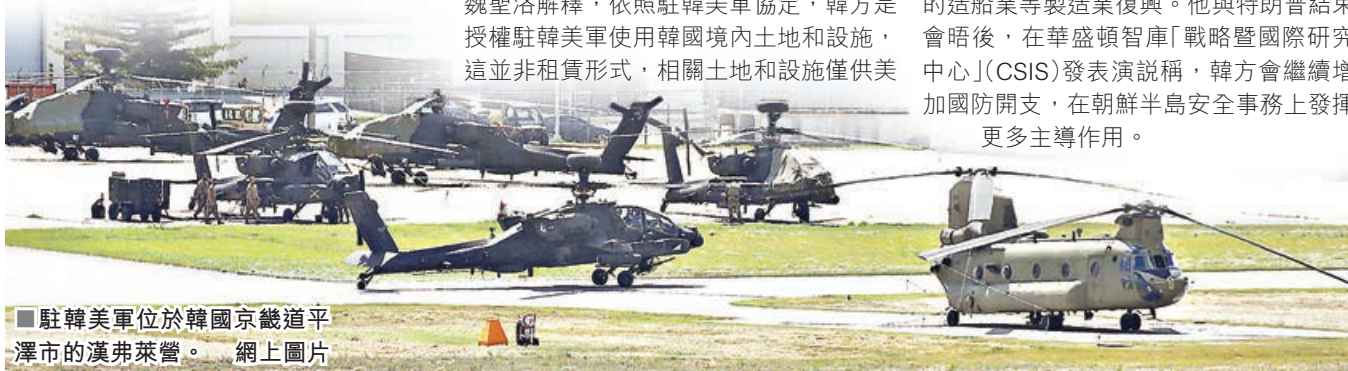 魏聖洛解釋，依照駐韓美軍協定，韓方是
授權駐韓美軍使用韓國境內土地和設施，
這並非租賃形式，相關土地和設施僅供美
的造船業等製造業復興。他與特朗普結束
會晤後，在華盛頓智庫「戰略暨國際研究
中心」(CSIS)發表演說稱，韓方會繼續增
加國防開支，在朝鮮半島安全事務上發揮
更多主導作用。
■駐韓美軍位於韓國京畿道平
澤市的漢弗萊營。 網上圖片